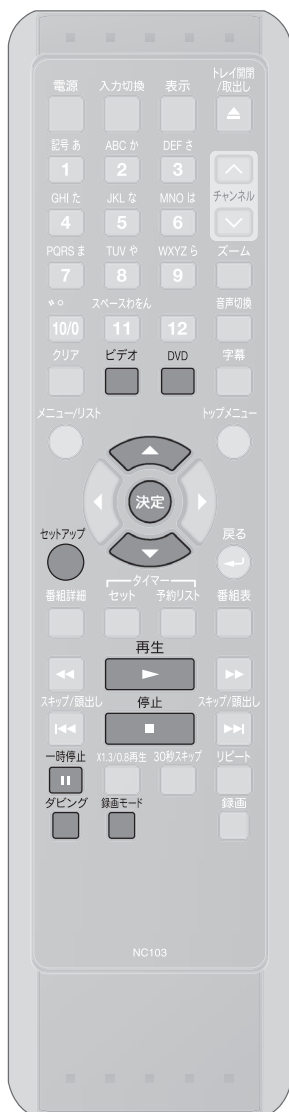 電源 入力切換 表示 トレイ開閉/取出し
記号 あ ABC か DEF さ
1 2 3
GHI た JKL な MNO は チャンネル
4 5 6
PQRS ま TUV や WXYZ ら ズーム
7 8 9
゛゜ スペースわをん 音声切換
10/0 11 12
クリア ビデオ DVD 字幕
メニュー/リスト トップメニュー
決定
セットアップ 戻る
タイマー
番組詳細 セット 予約リスト 番組表
再生
スキップ/頭出し 停止 スキップ/頭出し
一時停止 X1.3/0.8再生 30秒スキップ リピート
ダビング 録画モード 録画
NC103